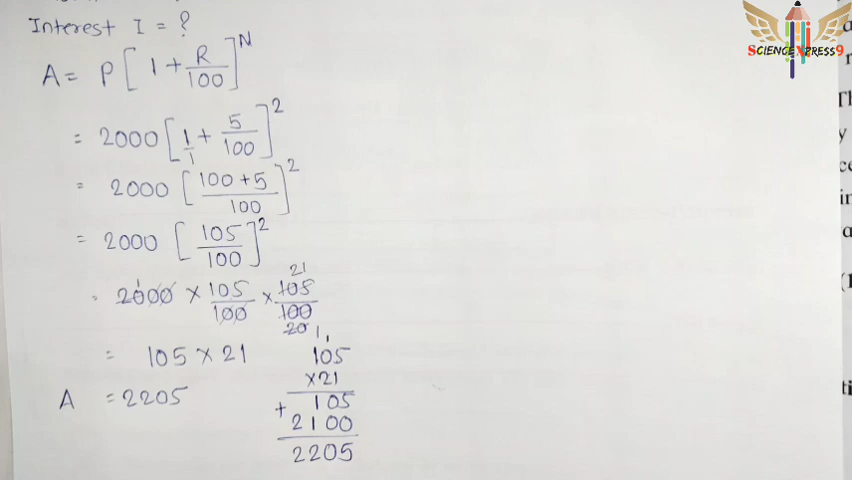 Interest I = ?
A = P [ 1 + R/100 ]^N
= 2000 [ 1/1 + 5/100 ]^2
= 2000 [ 100+5/100 ]^2
= 2000 [ 105/100 ]^2
= 2000 × 105/100 × 105/100
21
20 1
= 105 × 21
A = 2205
105
×21
+ 105
2100
2205
SCIENCEXPRESS9